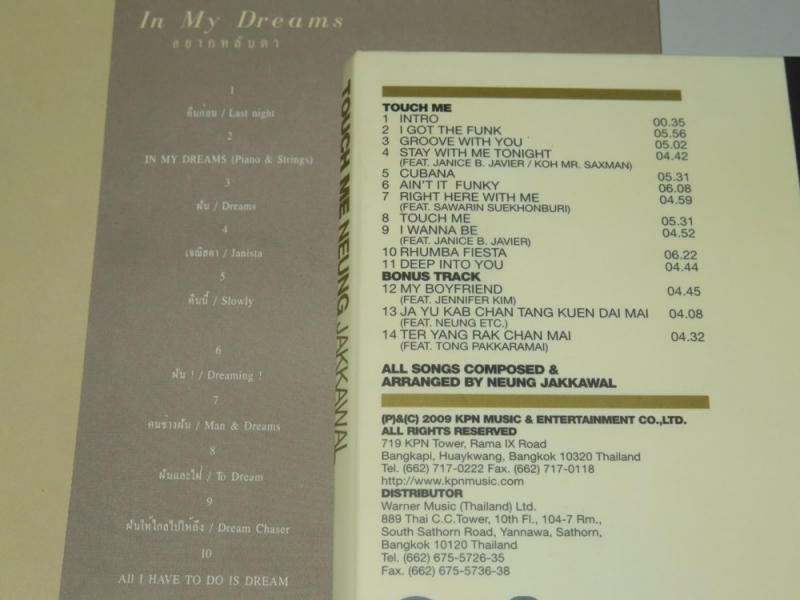 In My Dreams
อยากหลับตา
1
คืนก่อน / Last night
2
IN MY DREAMS (Piano & Strings)
3
ฝัน / Dreams
4
เจณิสตา / Janista
5
คืนนี้ / Slowly
6
ฝัน ! / Dreaming !
7
คนช่างฝัน / Man & Dreams
8
ฝันและใฝ่ / To Dream
9
ฝันให้ไกลไปให้ถึง / Dream Chaser
10
All I HAVE TO DO IS DREAM
TOUCH ME NEUNG JAKKAWAL
TOUCH ME
1 INTRO 00.35
2 I GOT THE FUNK 05.56
3 GROOVE WITH YOU 05.02
4 STAY WITH ME TONIGHT 04.42
(FEAT. JANICE B. JAVIER / KOH MR. SAXMAN)
5 CUBANA 05.31
6 AIN'T IT FUNKY 06.08
7 RIGHT HERE WITH ME 04.59
(FEAT. SAWARIN SUEKHONBURI)
8 TOUCH ME 05.31
9 I WANNA BE 04.52
(FEAT. JANICE B. JAVIER)
10 RHUMBA FIESTA 06.22
11 DEEP INTO YOU 04.44
BONUS TRACK
12 MY BOYFRIEND 04.45
(FEAT. JENNIFER KIM)
13 JA YU KAB CHAN TANG KUEN DAI MAI 04.08
(FEAT. NEUNG ETC.)
14 TER YANG RAK CHAN MAI 04.32
(FEAT. TONG PAKKARAMAI)
ALL SONGS COMPOSED &
ARRANGED BY NEUNG JAKKAWAL
(P)&(C) 2009 KPN MUSIC & ENTERTAINMENT CO.,LTD.
ALL RIGHTS RESERVED
719 KPN Tower, Rama IX Road
Bangkapi, Huaykwang, Bangkok 10320 Thailand
Tel. (662) 717-0222 Fax. (662) 717-0118
http://www.kpnmusic.com
DISTRIBUTOR
Warner Music (Thailand) Ltd.
889 Thai C.C.Tower, 10th Fl., 104-7 Rm.,
South Sathorn Road, Yannawa, Sathorn,
Bangkok 10120 Thailand
Tel. (662) 675-5726-35
Fax. (662) 675-5736-38